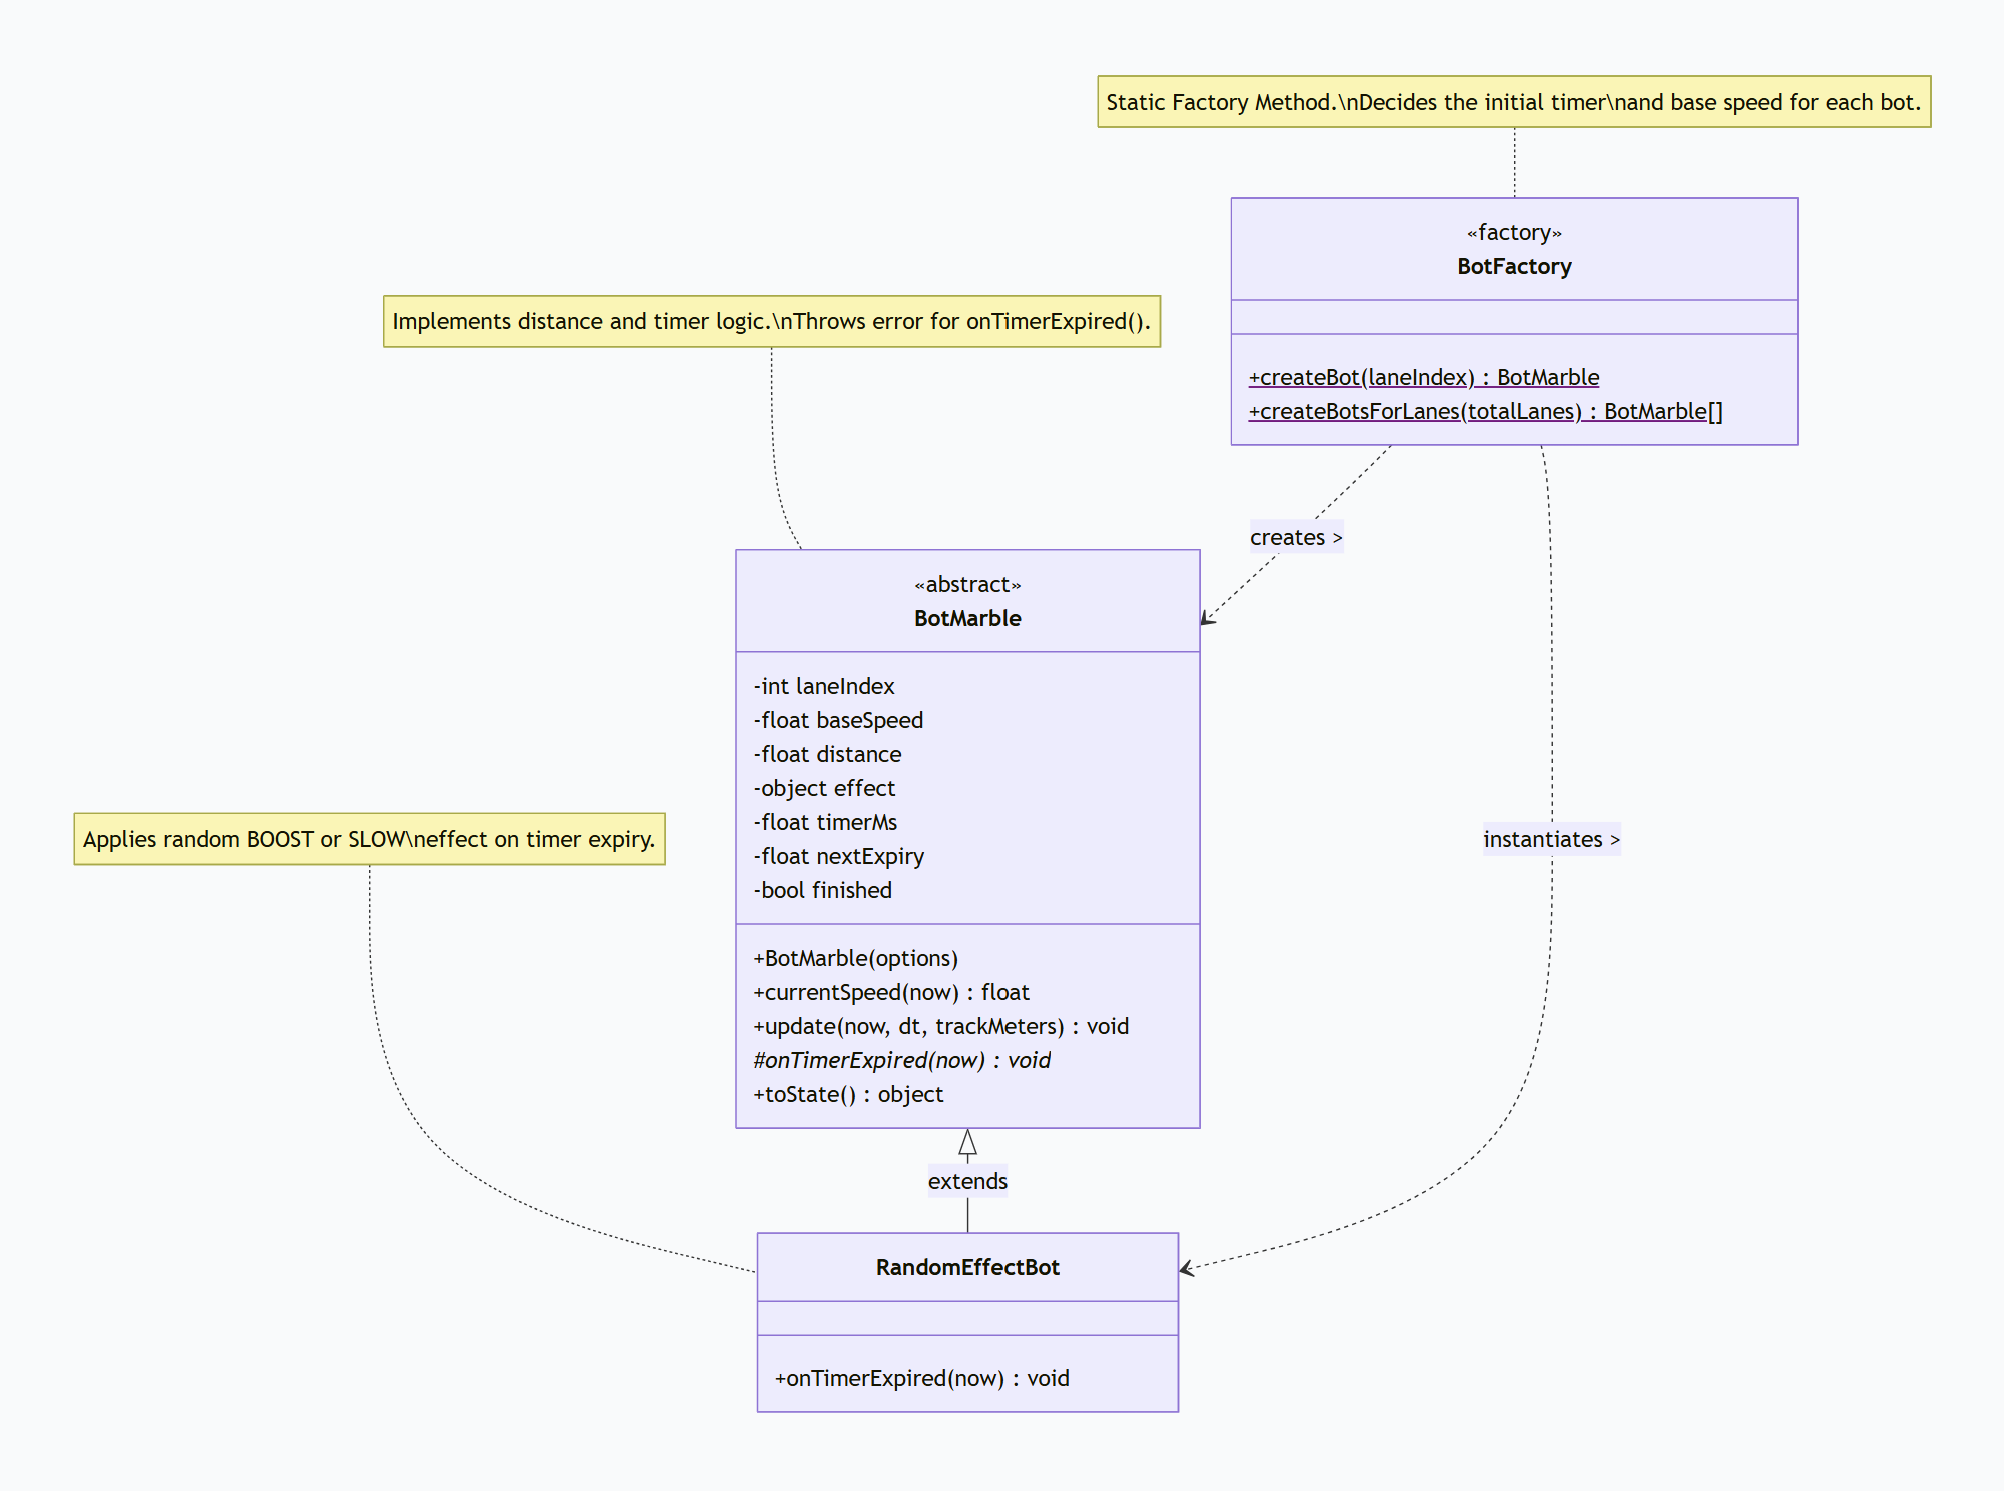 Static Factory Method.\nDecides the initial timer\nand base speed for each bot.
«factory»
BotFactory
+createBot(laneIndex) : BotMarble
+createBotsForLanes(totalLanes) : BotMarble[]
Implements distance and timer logic.\nThrows error for onTimerExpired().
creates >
«abstract»
BotMarble
-int laneIndex
-float baseSpeed
-float distance
-object effect
-float timerMs
-float nextExpiry
-bool finished
+BotMarble(options)
+currentSpeed(now) : float
+update(now, dt, trackMeters) : void
#onTimerExpired(now) : void
+toState() : object
Applies random BOOST or SLOW\neffect on timer expiry.
instantiates >
extends
RandomEffectBot
+onTimerExpired(now) : void